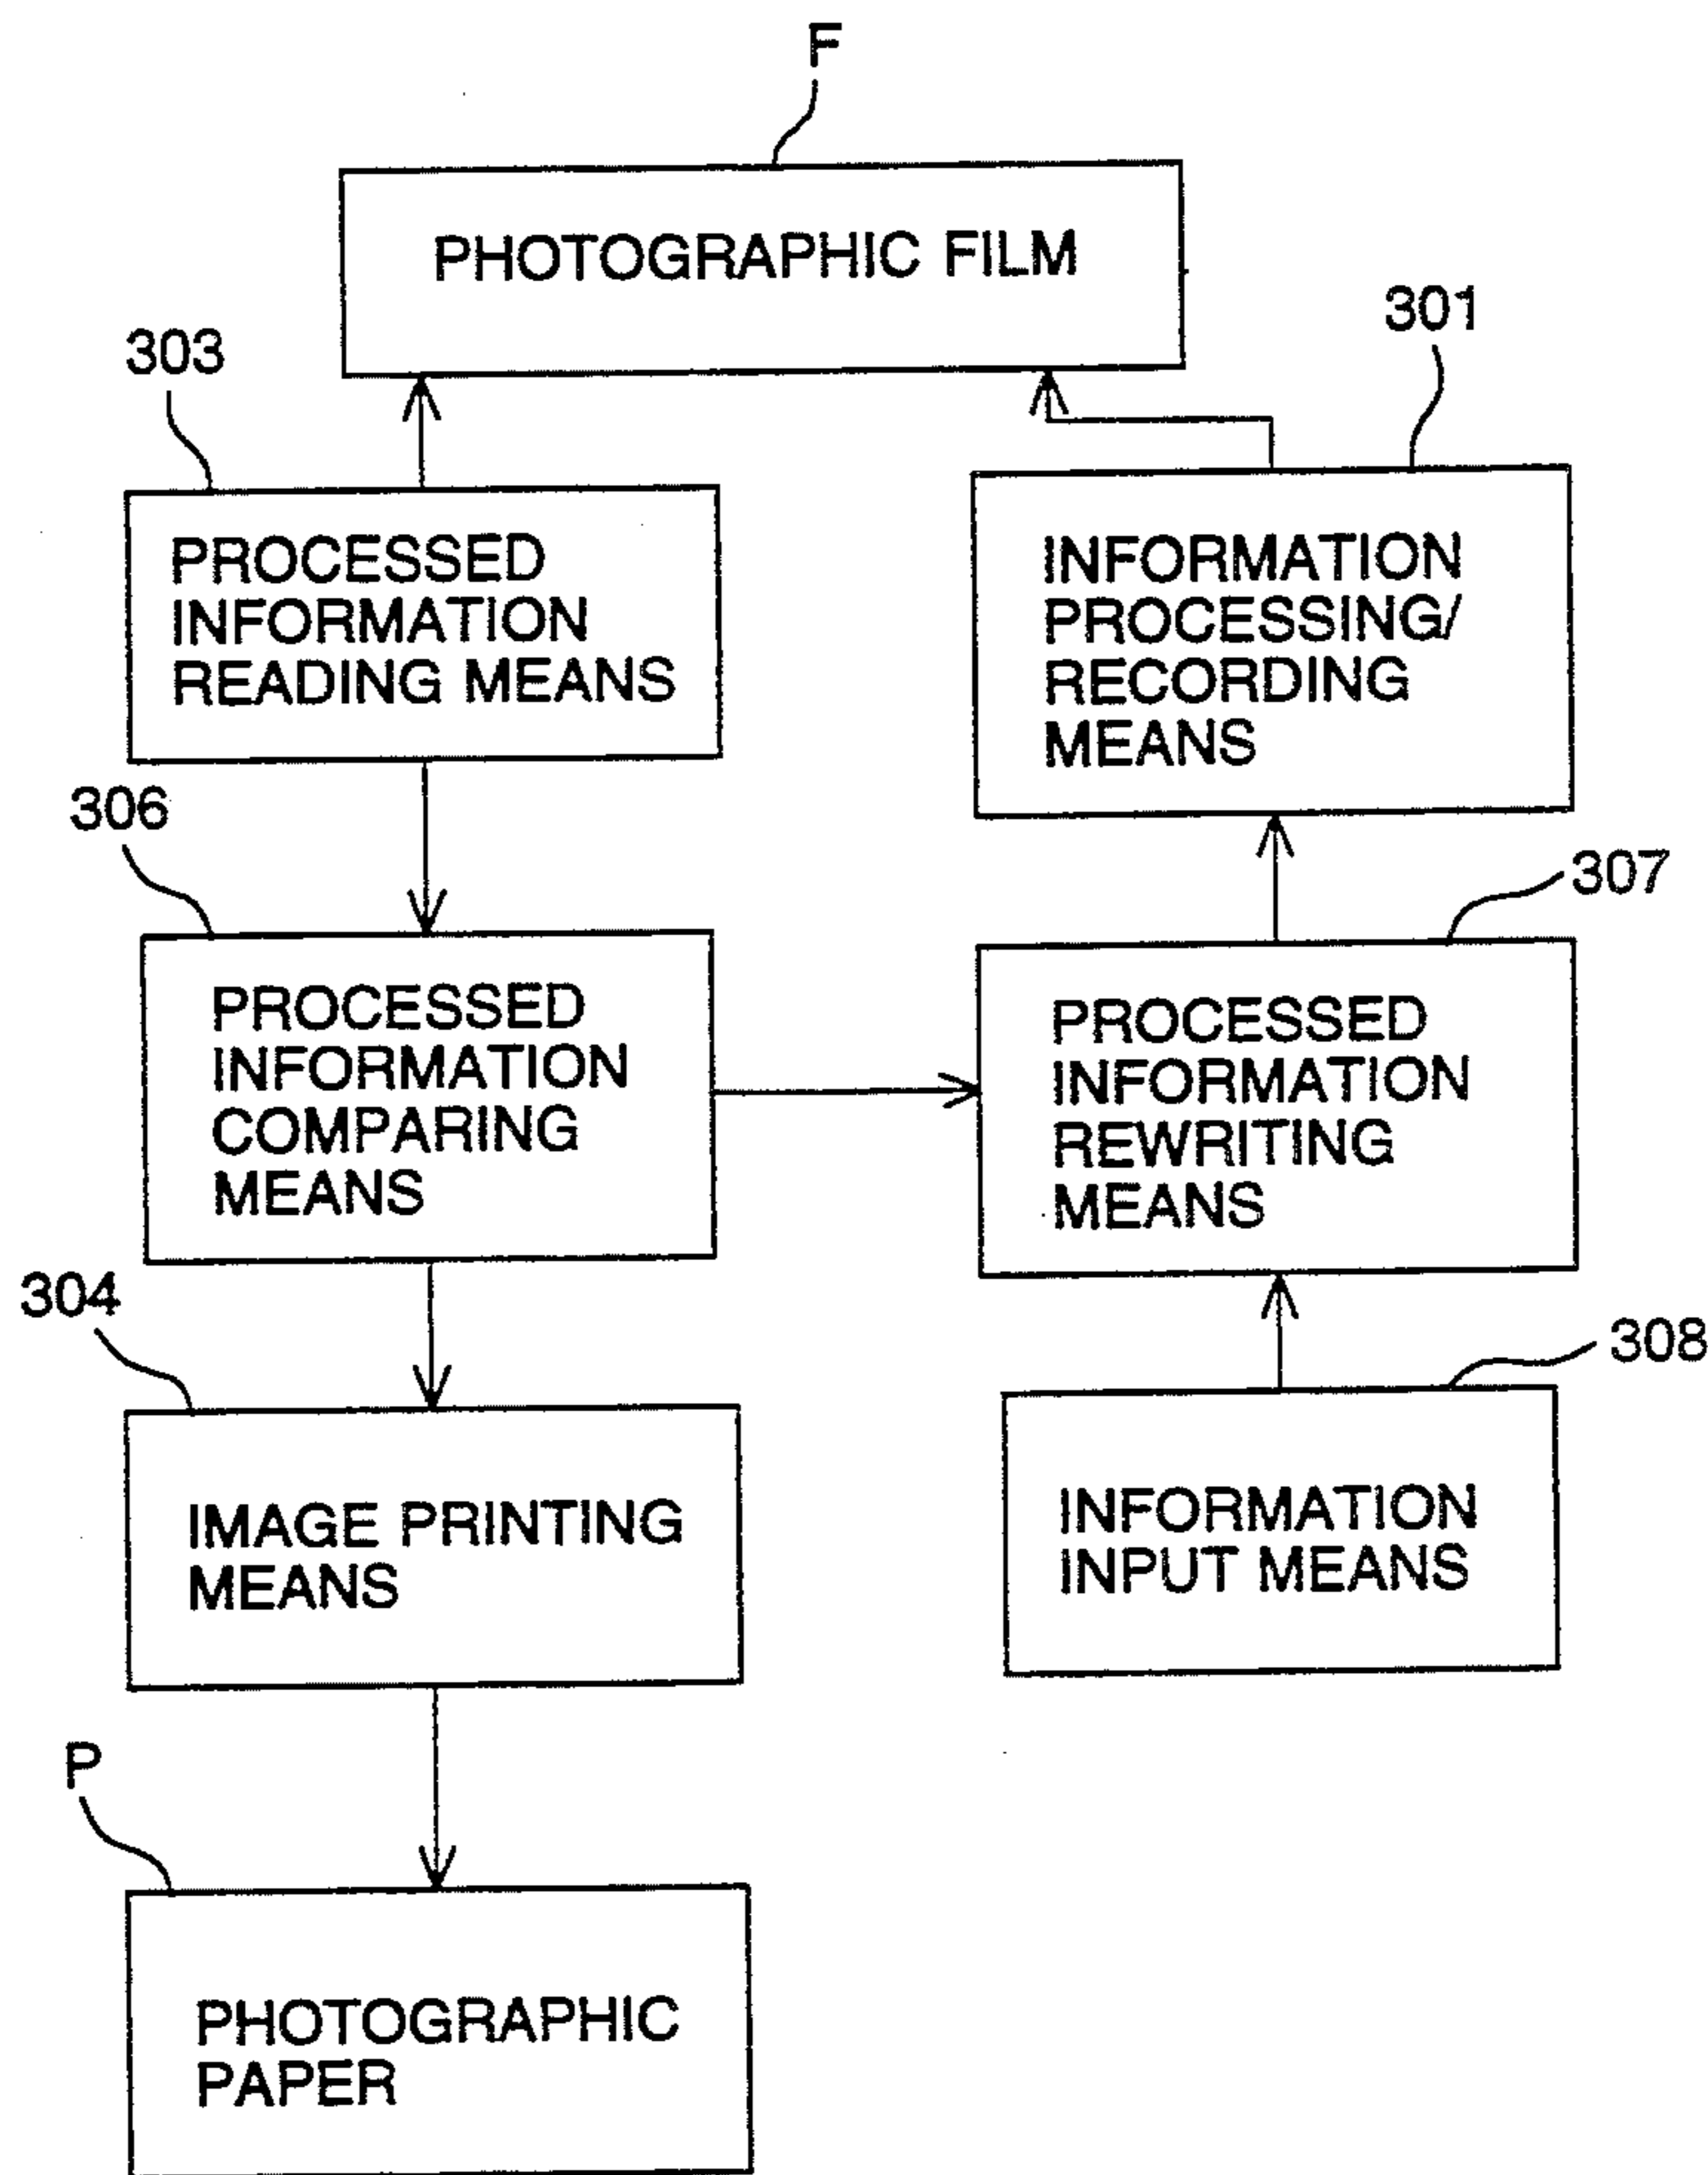 F
PHOTOGRAPHIC FILM
301
303
PROCESSED
INFORMATION
READING MEANS
INFORMATION
PROCESSING/
RECORDING
MEANS
306
307
PROCESSED
INFORMATION
COMPARING
MEANS
PROCESSED
INFORMATION
REWRITING
MEANS
304
308
IMAGE PRINTING
MEANS
INFORMATION
INPUT MEANS
P
PHOTOGRAPHIC
PAPER